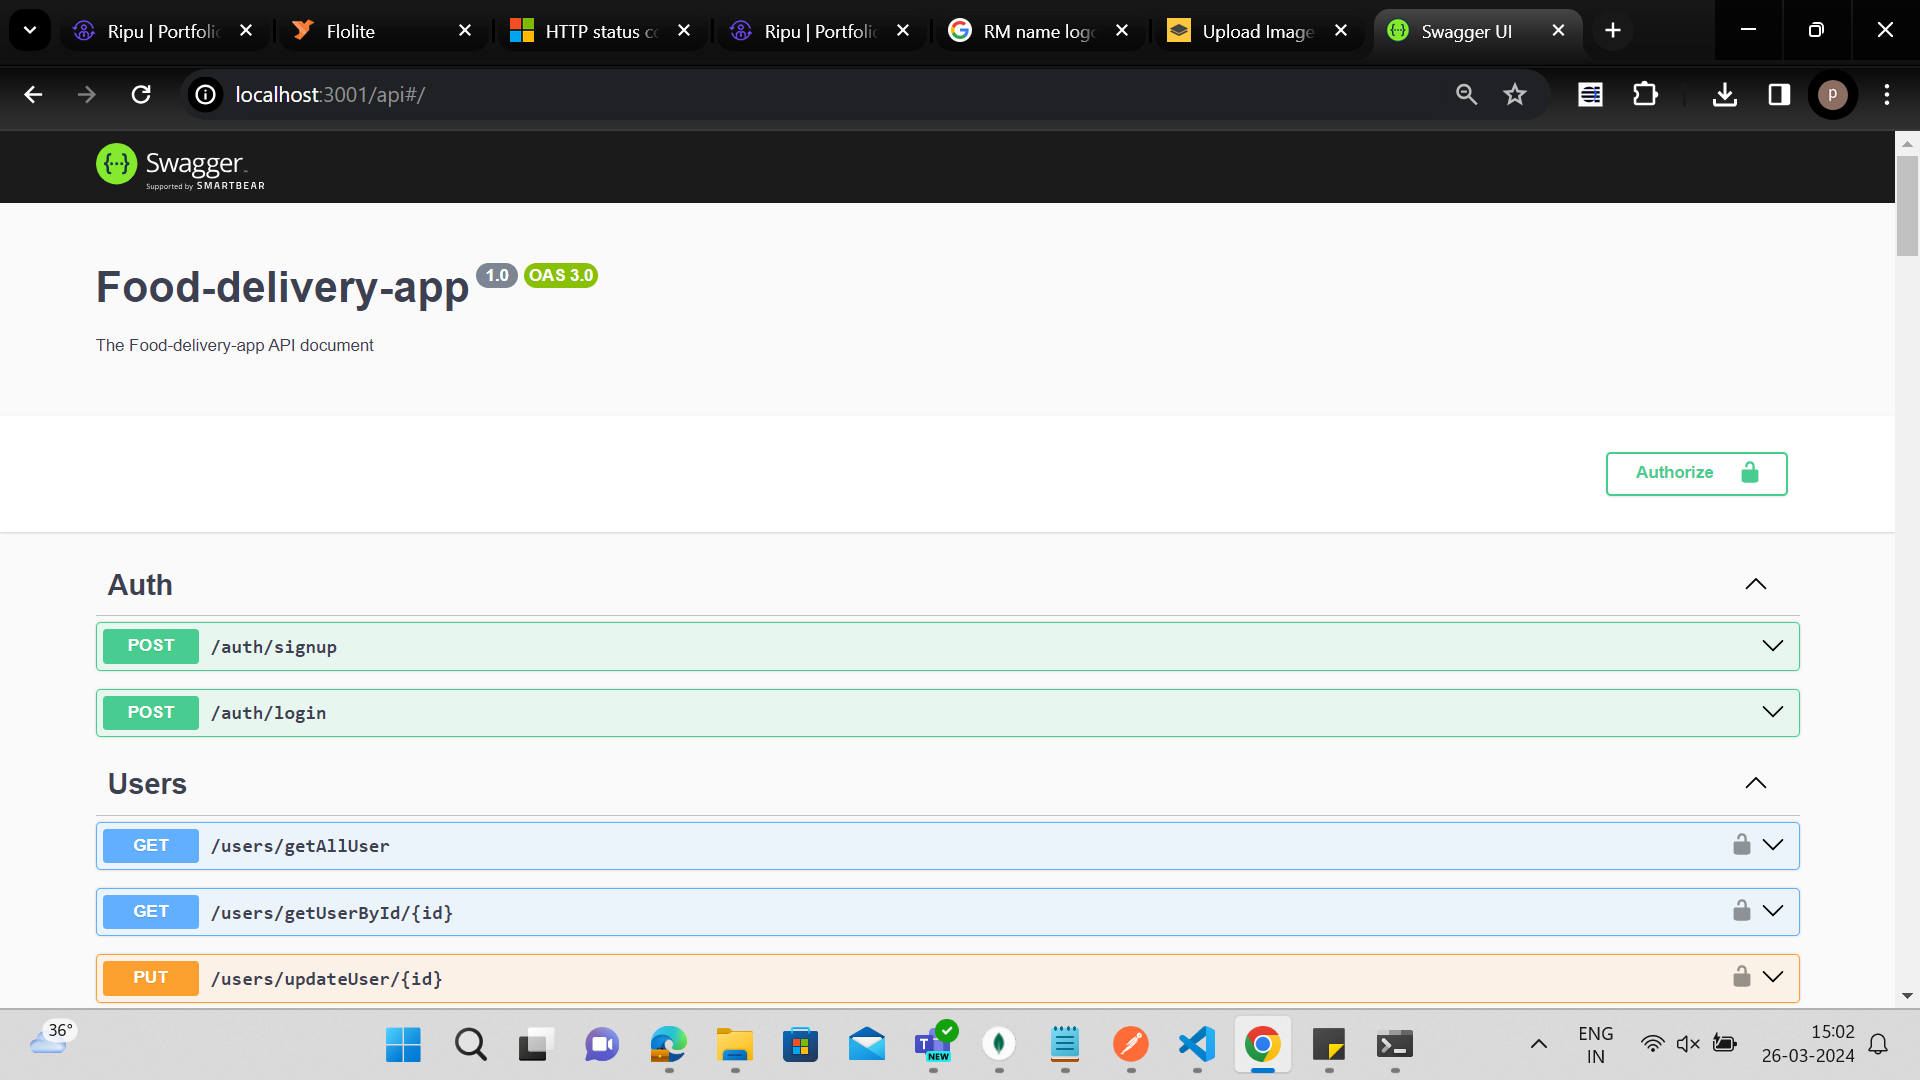 Ripu | Portfolio
Flolite
HTTP status co
Ripu | Portfolio
RM name logo
Upload Image
Swagger UI
localhost:3001/api#/
P
Swagger
Supported by SMARTBEAR
Food-delivery-app 1.0 OAS 3.0
The Food-delivery-app API document
Authorize
Auth
POST /auth/signup
POST /auth/login
Users
GET /users/getAllUser
GET /users/getUserById/{id}
PUT /users/updateUser/{id}
36°
T
NEW
ENG
IN
15:02
26-03-2024